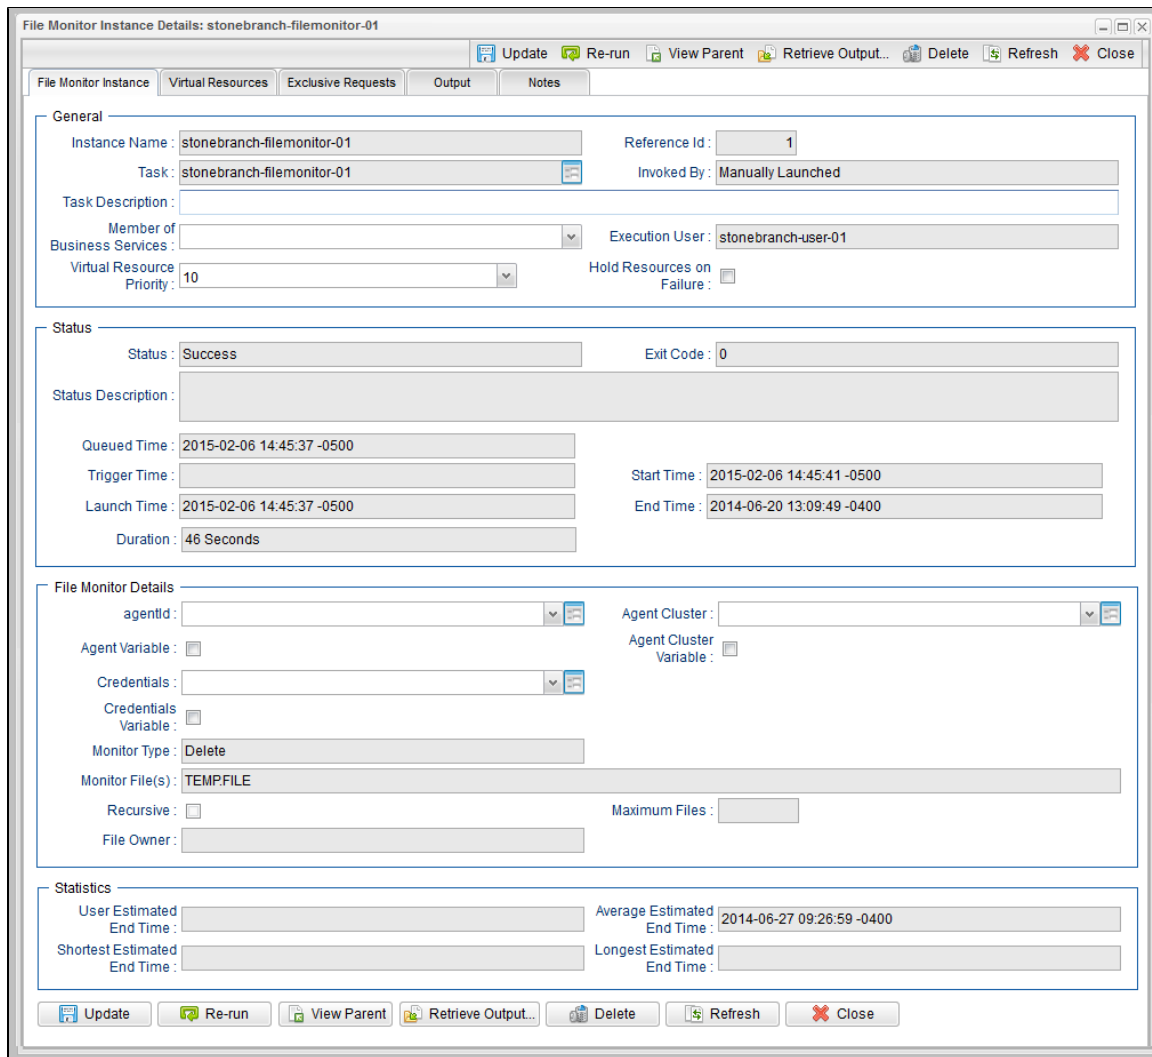 File Monitor Instance Details: stonebranch-filemonitor-01
Update Re-run View Parent Retrieve Output... Delete Refresh Close
File Monitor Instance Virtual Resources Exclusive Requests Output Notes
General
Instance Name : stonebranch-filemonitor-01 Reference Id : 1
Task : stonebranch-filemonitor-01 Invoked By : Manually Launched
Task Description :
Member of
Business Services : Execution User : stonebranch-user-01
Virtual Resource
Priority : 10 Hold Resources on
Failure :
Status
Status : Success Exit Code : 0
Status Description :
Queued Time : 2015-02-06 14:45:37 -0500
Trigger Time : Start Time : 2015-02-06 14:45:41 -0500
Launch Time : 2015-02-06 14:45:37 -0500 End Time : 2014-06-20 13:09:49 -0400
Duration : 46 Seconds
File Monitor Details
agentId : Agent Cluster :
Agent Variable : Agent Cluster
Variable :
Credentials :
Credentials
Variable :
Monitor Type : Delete
Monitor File(s) : TEMP.FILE
Recursive : Maximum Files :
File Owner :
Statistics
User Estimated
End Time : Average Estimated
End Time : 2014-06-27 09:26:59 -0400
Shortest Estimated
End Time : Longest Estimated
End Time :
Update Re-run View Parent Retrieve Output... Delete Refresh Close